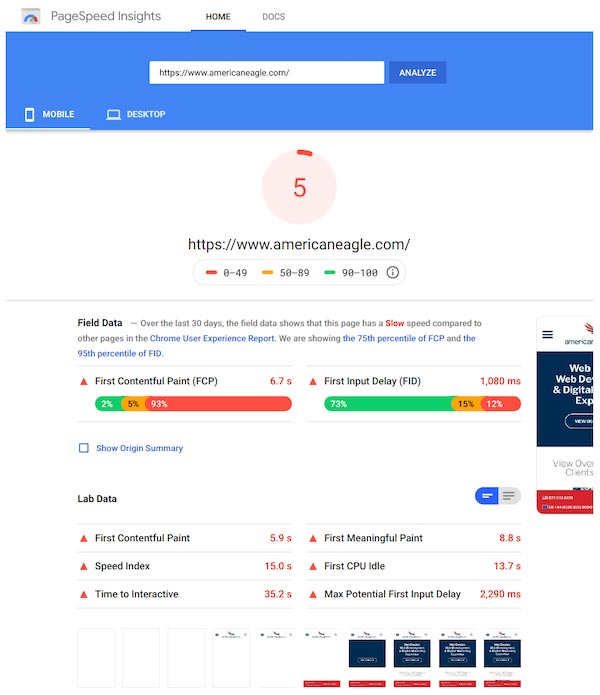 PageSpeed Insights HOME DOCS
https://www.americaneagle.com/ ANALYZE
MOBILE DESKTOP
5
https://www.americaneagle.com/
0–49 50–89 90–100
Field Data — Over the last 30 days, the field data shows that this page has a Slow speed compared to
other pages in the Chrome User Experience Report. We are showing the 75th percentile of FCP and the
95th percentile of FID.
First Contentful Paint (FCP) 6.7 s
2% 5% 93%
First Input Delay (FID) 1,080 ms
73% 15% 12%
Show Origin Summary
american
Web
Web Dev
& Digital
Exp
View Over
Clients
Lab Data
First Contentful Paint 5.9 s
First Meaningful Paint 8.8 s
Speed Index 15.0 s
First CPU Idle 13.7 s
Time to Interactive 35.2 s
Max Potential First Input Delay 2,290 ms